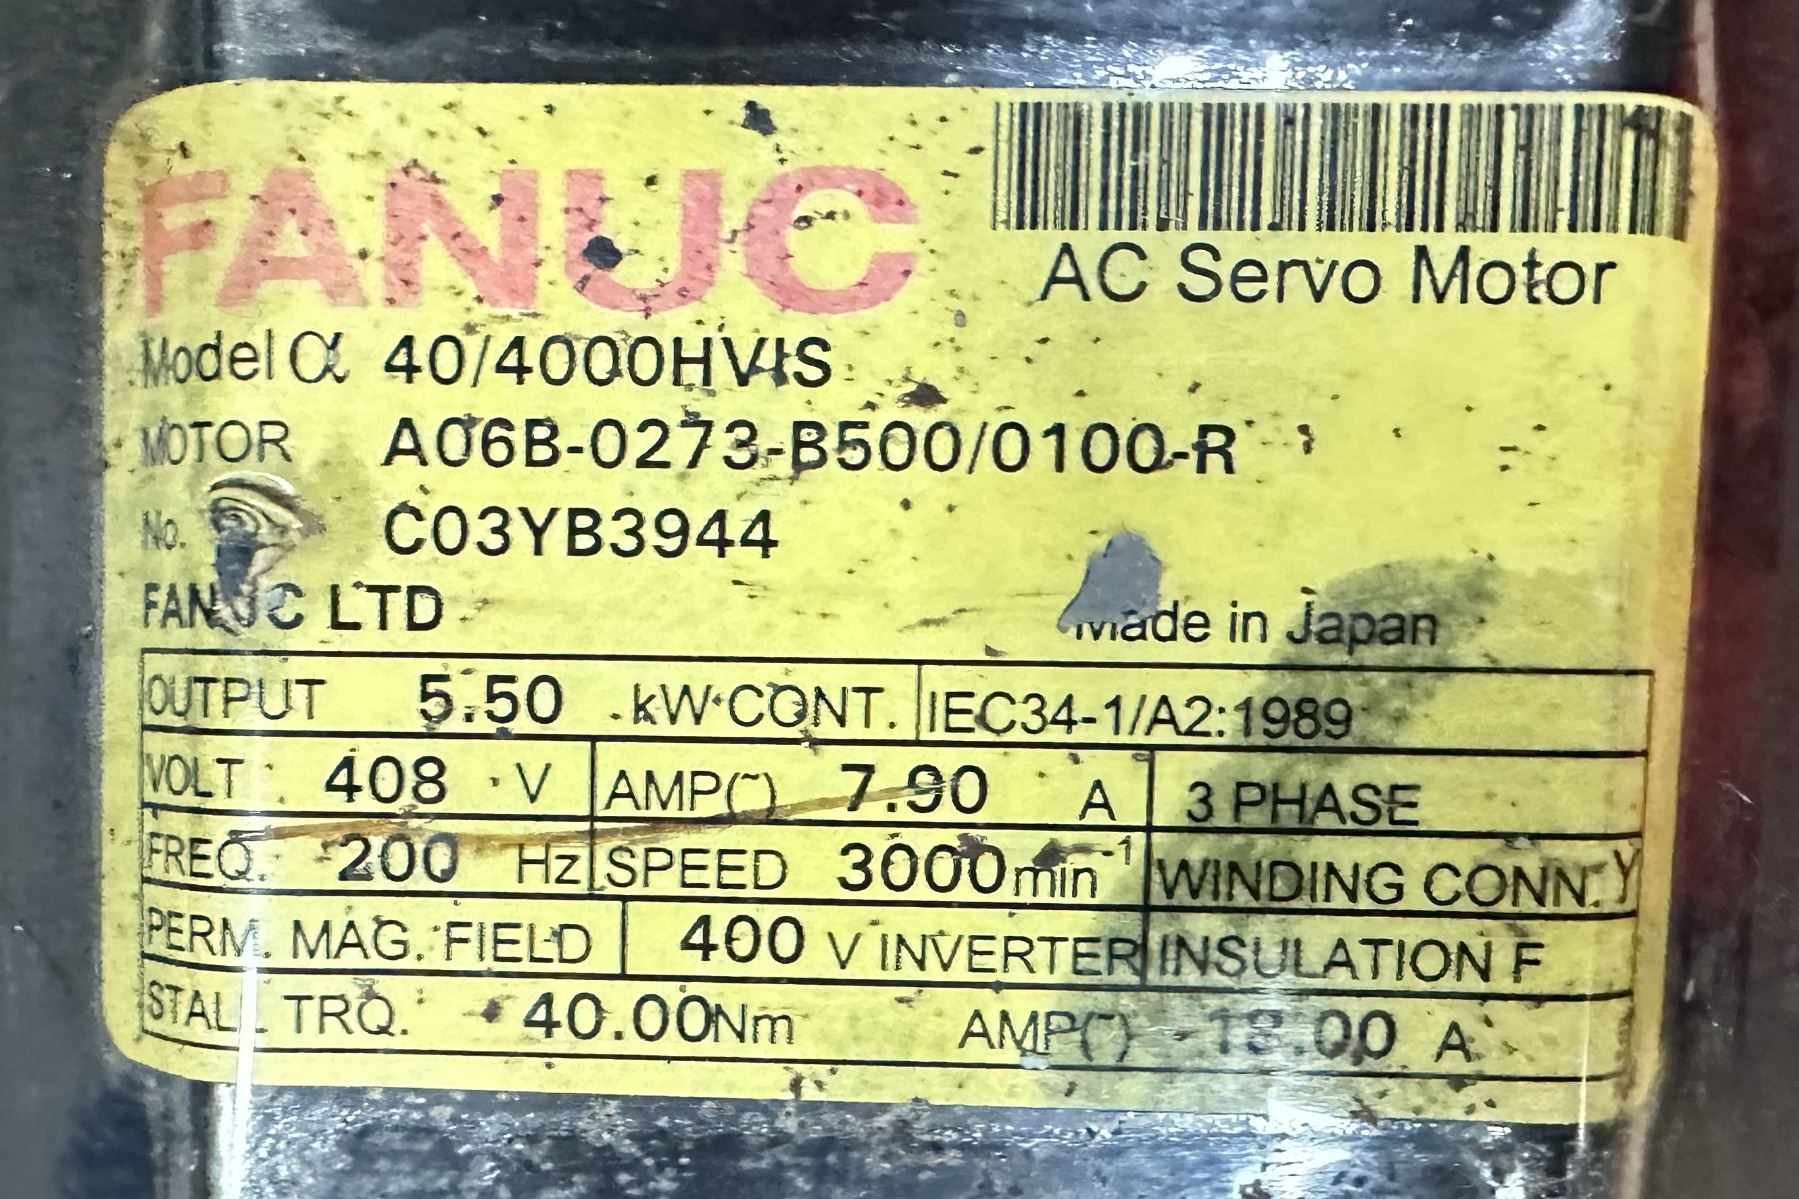 FANUC
AC Servo Motor
Model α 40/4000HVIS
MOTOR A06B-0273-B500/0100-R
No. C03YB3944
FANUC LTD
Made in Japan
OUTPUT 5.50 kW CONT. IEC34-1/A2:1989
VOLT 408 V AMP(~) 7.90 A 3 PHASE
FREQ. 200 Hz SPEED 3000min⁻¹ WINDING CONN. Y
PERM. MAG. FIELD 400 V INVERTER INSULATION F
STALL TRQ. 40.00Nm AMP(~) A